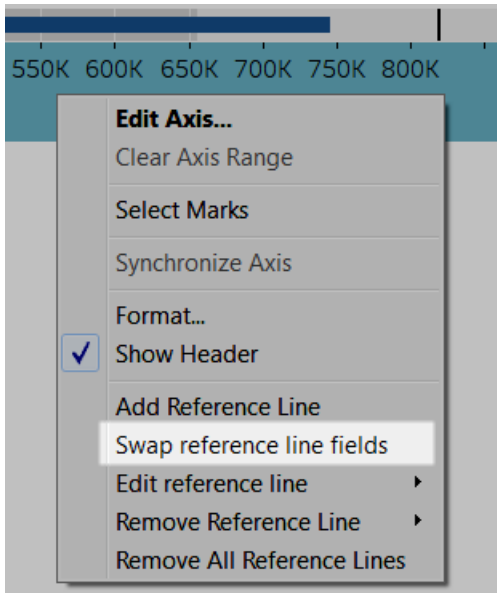 550K 600K 650K 700K 750K 800K
Edit Axis...
Clear Axis Range
Select Marks
Synchronize Axis
Format...
Show Header
Add Reference Line
Swap reference line fields
Edit reference line
Remove Reference Line
Remove All Reference Lines